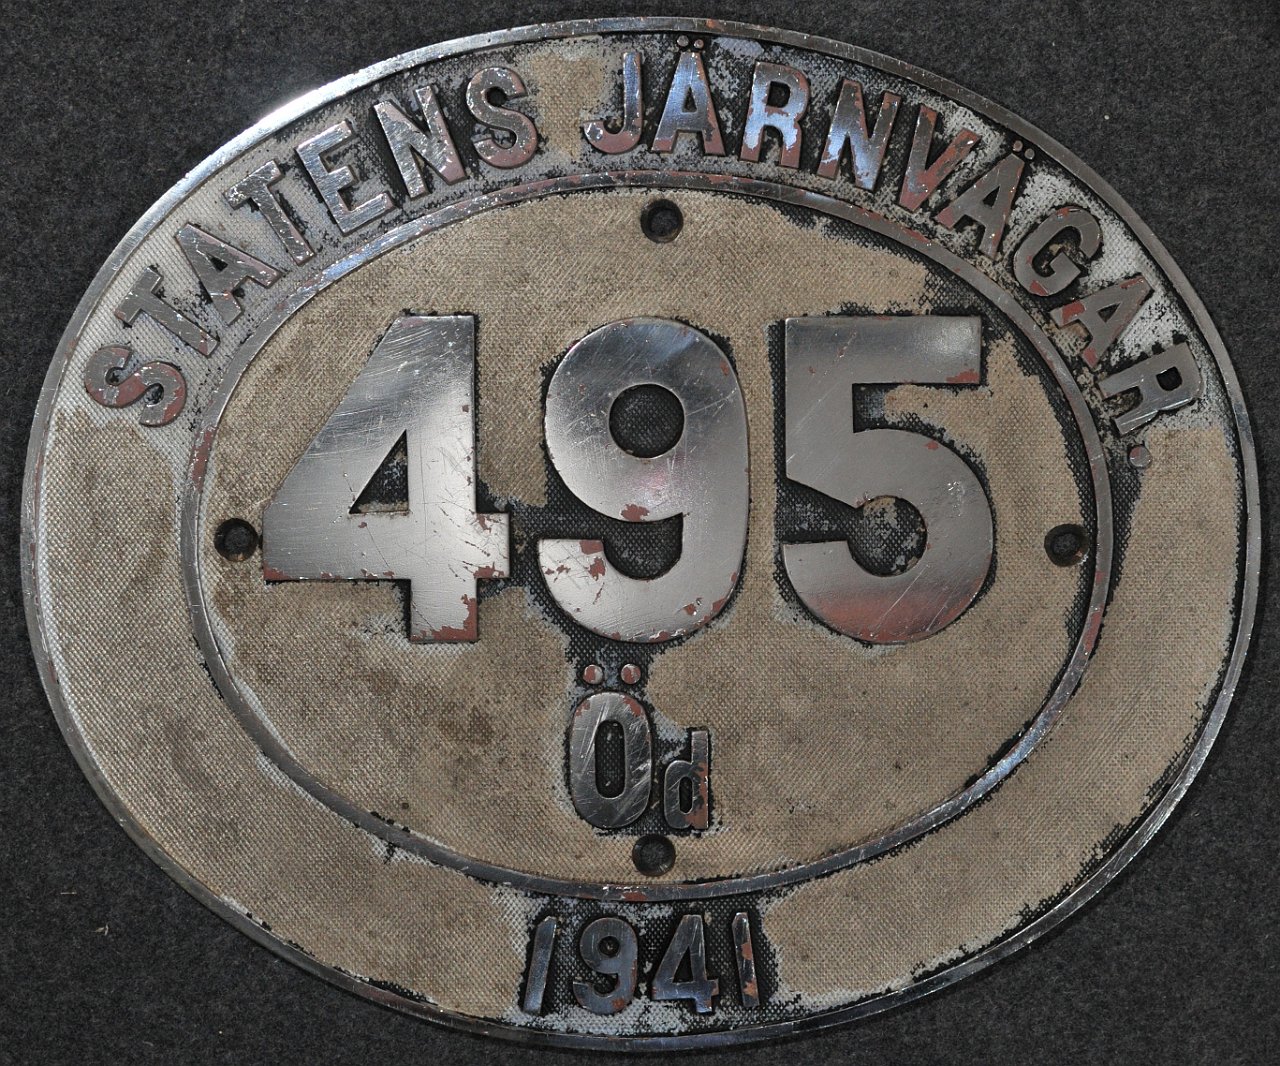 STATENS JÄRNVÄGAR.
495
Öd
1941